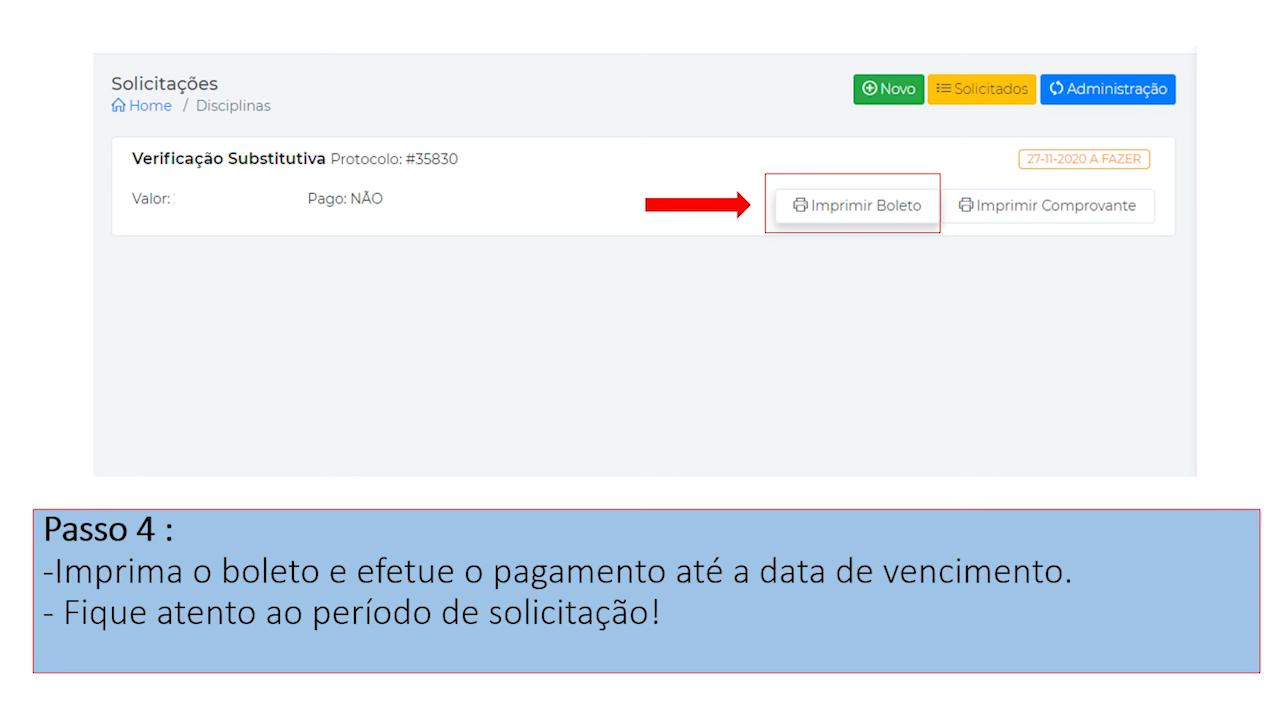 Solicitações
Home / Disciplinas
Novo Solicitados Administração
Verificação Substitutiva Protocolo: #35830
27-11-2020 A FAZER
Valor: Pago: NÃO
Imprimir Boleto Imprimir Comprovante
Passo 4 :
-Imprima o boleto e efetue o pagamento até a data de vencimento.
- Fique atento ao período de solicitação!